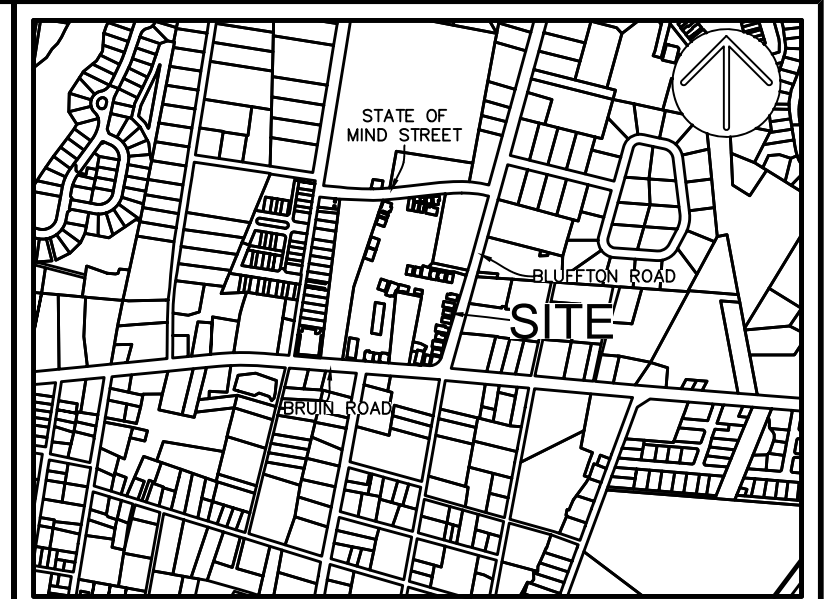 STATE OF
MIND STREET
BLUFFTON ROAD
SITE
BRUIN ROAD